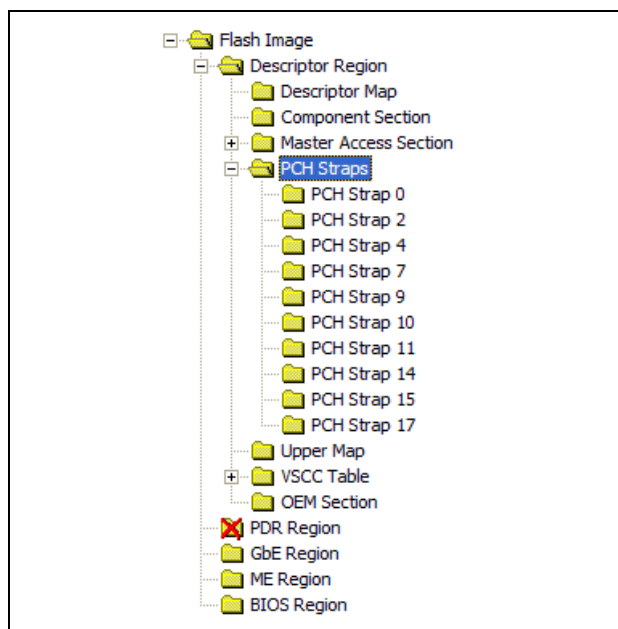 Flash Image
Descriptor Region
Descriptor Map
Component Section
Master Access Section
PCH Straps
PCH Strap 0
PCH Strap 2
PCH Strap 4
PCH Strap 7
PCH Strap 9
PCH Strap 10
PCH Strap 11
PCH Strap 14
PCH Strap 15
PCH Strap 17
Upper Map
VSCC Table
OEM Section
PDR Region
GbE Region
ME Region
BIOS Region